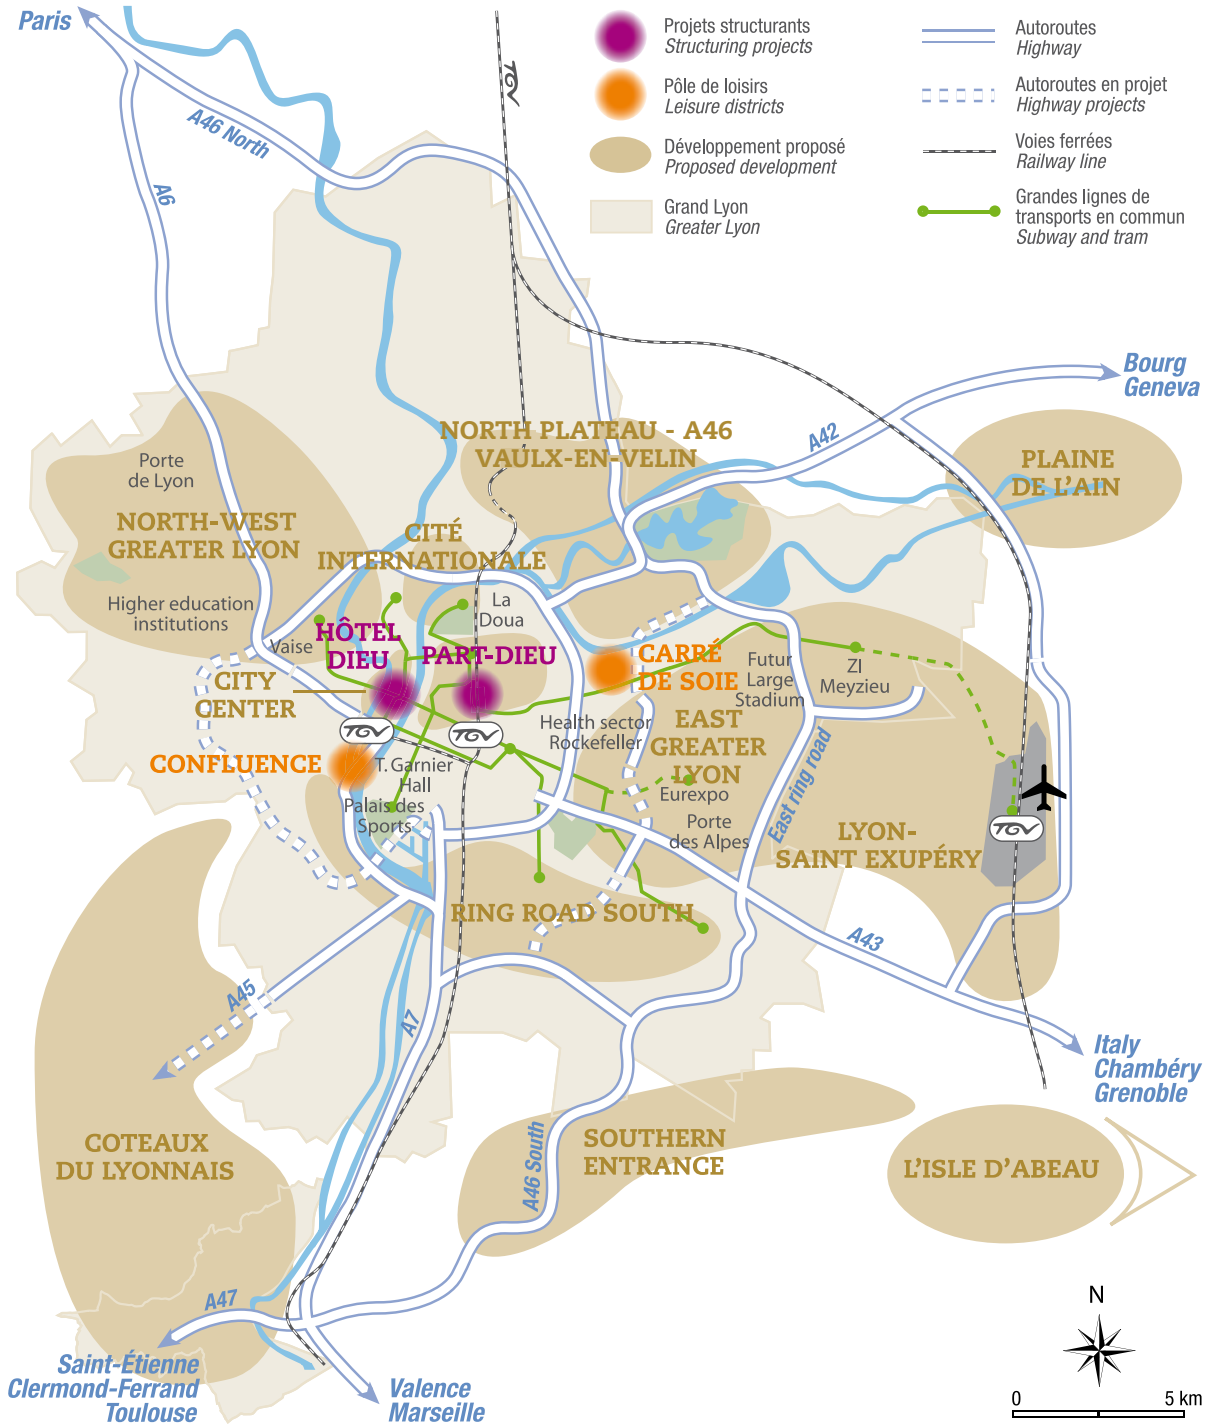 Paris
Projets structurants
Structuring projects
Autoroutes
Highway
Pôle de loisirs
Leisure districts
Autoroutes en projet
Highway projects
Développement proposé
Proposed development
Voies ferrées
Railway line
Grand Lyon
Greater Lyon
Grandes lignes de
transports en commun
Subway and tram
TGV
A46 North
A6
Bourg
Geneva
A42
NORTH PLATEAU - A46
VAULX-EN-VELIN
PLAINE
DE L'AIN
Porte
de Lyon
NORTH-WEST
GREATER LYON
CITÉ
INTERNATIONALE
Higher education
institutions
La
Doua
Vaise
HÔTEL
DIEU
PART-DIEU
CARRÉ
DE SOIE
Futur
Large
Stadium
ZI
Meyzieu
CITY
CENTER
Health sector
Rockefeller
EAST
GREATER
LYON
TGV
TGV
CONFLUENCE
T. Garnier
Hall
Palais des
Sports
Eurexpo
Porte
des Alpes
East ring road
LYON-
SAINT EXUPÉRY
TGV
RING ROAD SOUTH
A43
A45
A7
Italy
Chambéry
Grenoble
COTEAUX
DU LYONNAIS
A46 South
SOUTHERN
ENTRANCE
L'ISLE D'ABEAU
A47
Saint-Étienne
Clermond-Ferrand
Toulouse
Valence
Marseille
N
0 5 km